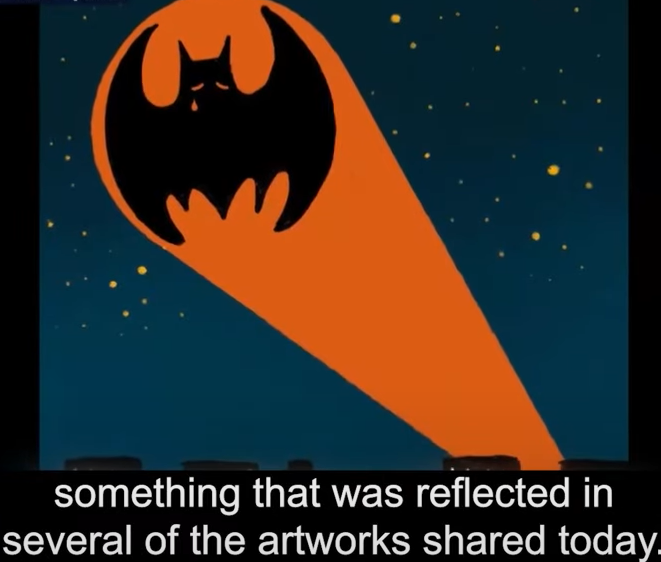 something that was reflected in
several of the artworks shared today.